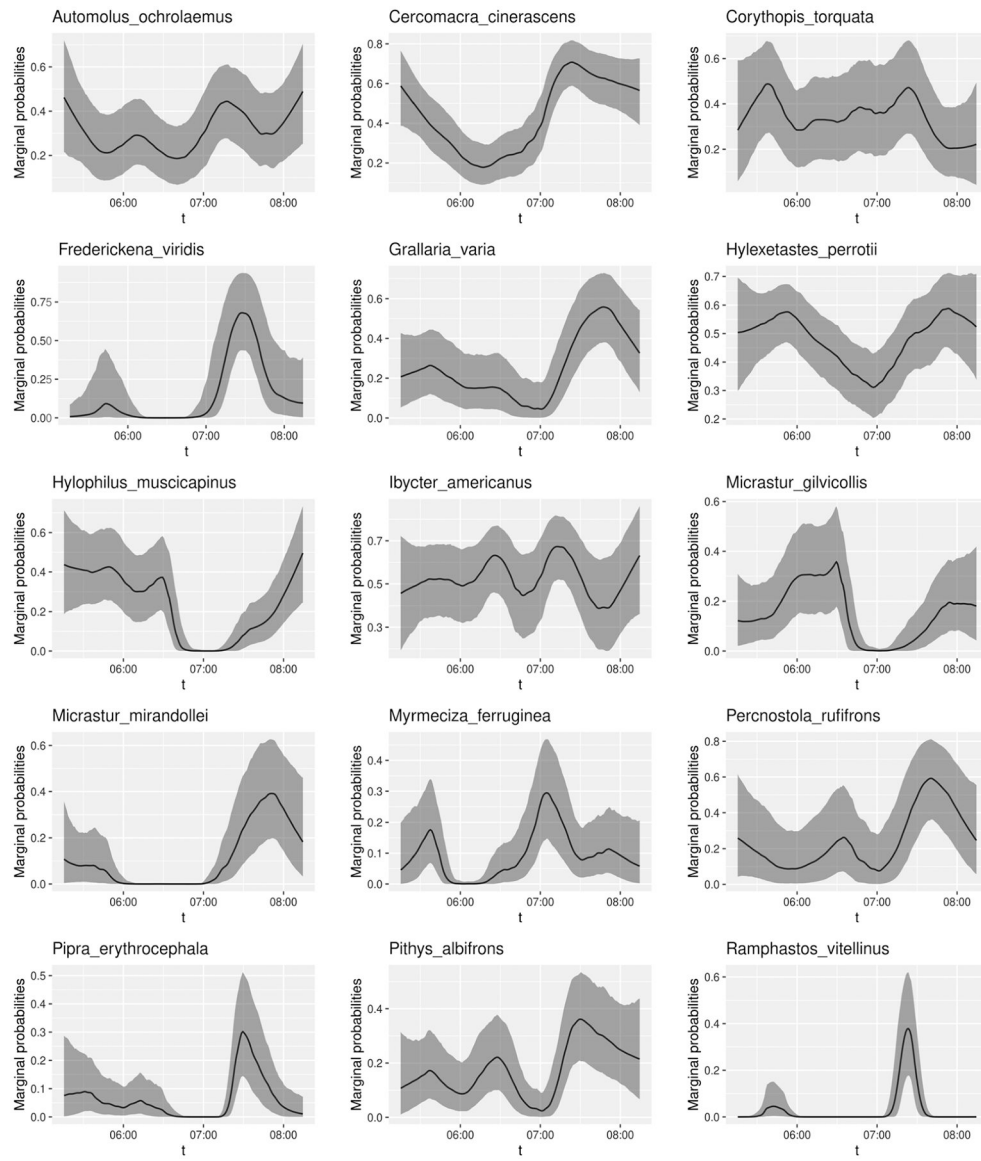 Automolus_ochrolaemus
Marginal probabilities
0.6
0.4
0.2
06:00 07:00 08:00
t
Cercomacra_cinerascens
Marginal probabilities
0.8
0.6
0.4
0.2
06:00 07:00 08:00
t
Corythopis_torquata
Marginal probabilities
0.6
0.4
0.2
06:00 07:00 08:00
t
Frederickena_viridis
Marginal probabilities
0.75
0.50
0.25
0.00
06:00 07:00 08:00
t
Grallaria_varia
Marginal probabilities
0.6
0.4
0.2
0.0
06:00 07:00 08:00
t
Hylexetastes_perrotii
Marginal probabilities
0.7
0.6
0.5
0.4
0.3
0.2
06:00 07:00 08:00
t
Hylophilus_muscicapinus
Marginal probabilities
0.6
0.4
0.2
0.0
06:00 07:00 08:00
t
Ibycter_americanus
Marginal probabilities
0.7
0.5
0.3
06:00 07:00 08:00
t
Micrastur_gilvicollis
Marginal probabilities
0.6
0.4
0.2
0.0
06:00 07:00 08:00
t
Micrastur_mirandollei
Marginal probabilities
0.6
0.4
0.2
0.0
06:00 07:00 08:00
t
Myrmeciza_ferruginea
Marginal probabilities
0.4
0.3
0.2
0.1
0.0
06:00 07:00 08:00
t
Percnostola_rufifrons
Marginal probabilities
0.8
0.6
0.4
0.2
0.0
06:00 07:00 08:00
t
Pipra_erythrocephala
Marginal probabilities
0.5
0.4
0.3
0.2
0.1
0.0
06:00 07:00 08:00
t
Pithys_albifrons
Marginal probabilities
0.4
0.2
0.0
06:00 07:00 08:00
t
Ramphastos_vitellinus
Marginal probabilities
0.6
0.4
0.2
0.0
06:00 07:00 08:00
t